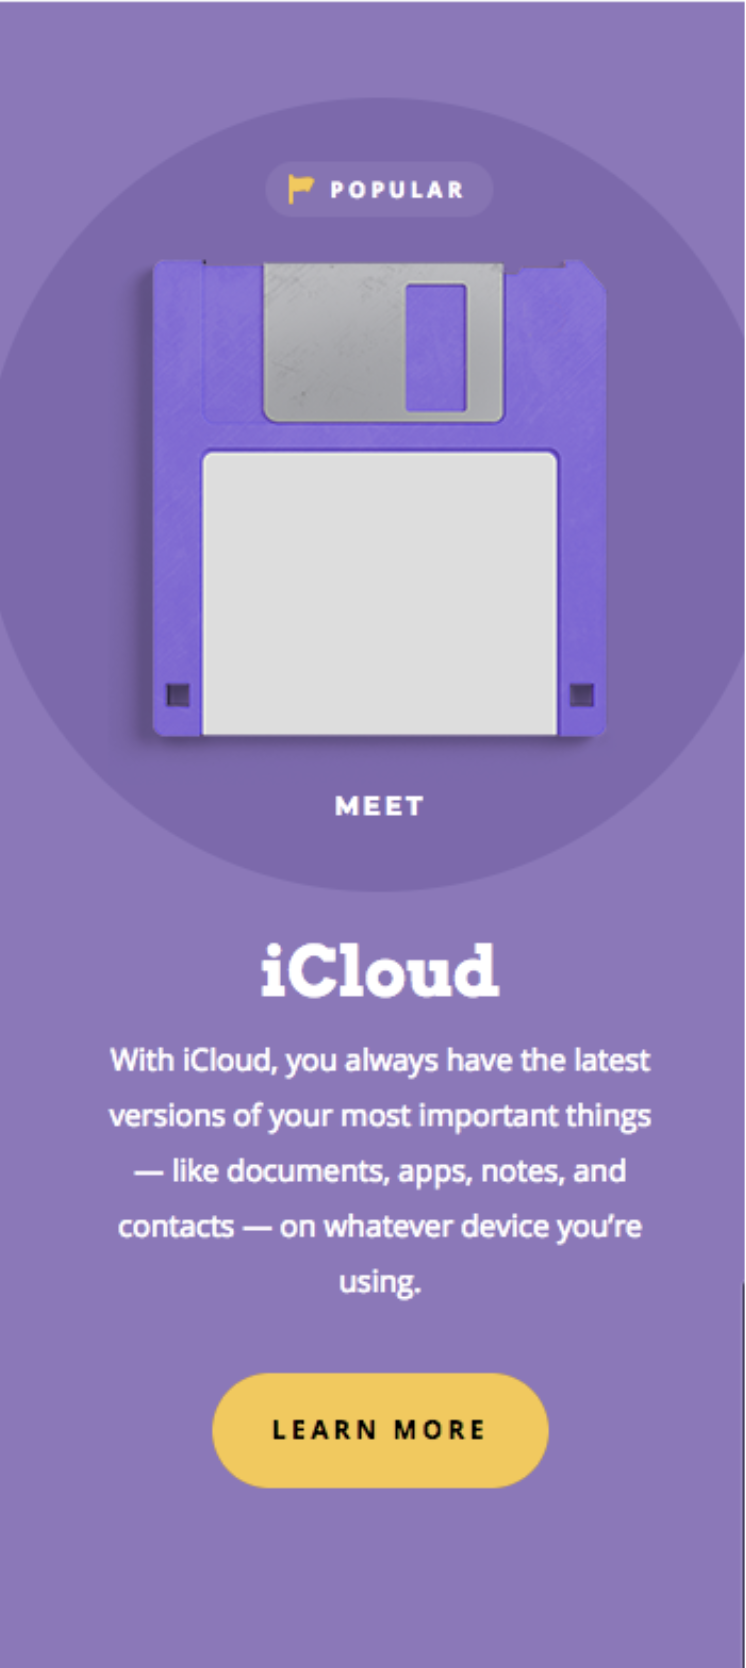 POPULAR
MEET
iCloud
With iCloud, you always have the latest
versions of your most important things
— like documents, apps, notes, and
contacts — on whatever device you’re
using.
LEARN MORE